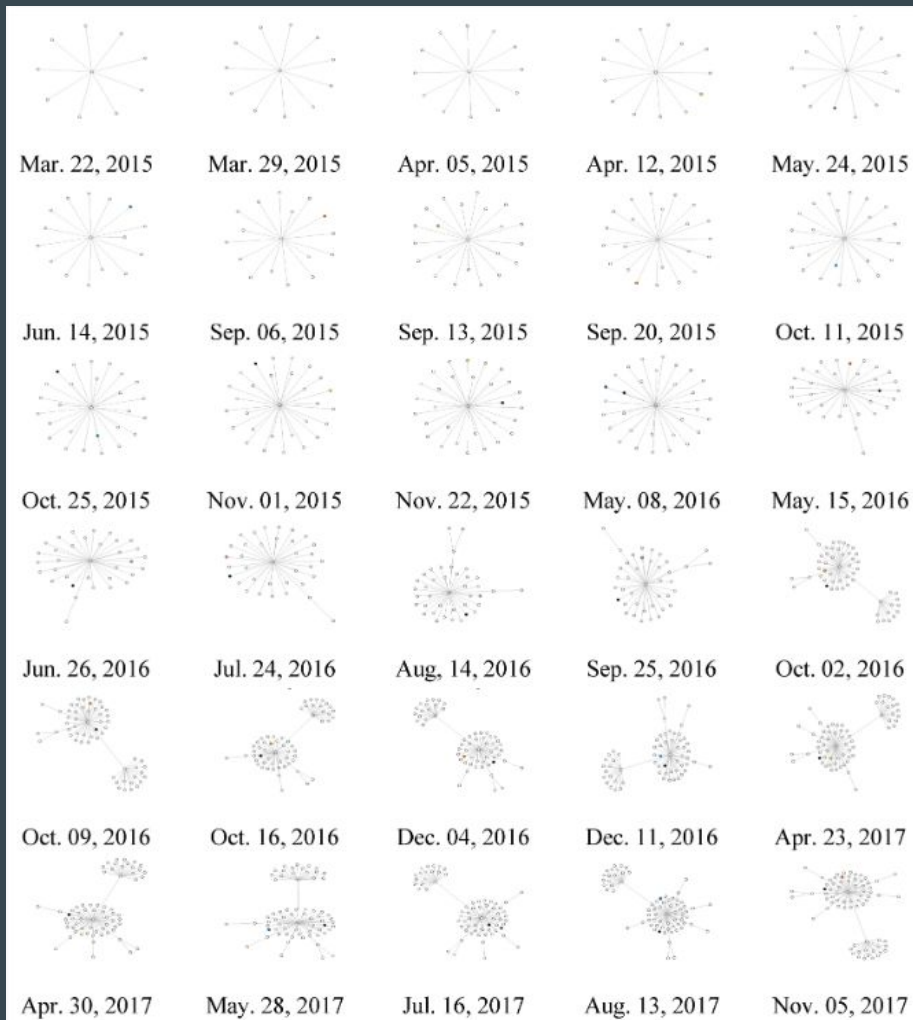 Mar. 22, 2015 Mar. 29, 2015 Apr. 05, 2015 Apr. 12, 2015 May. 24, 2015
Jun. 14, 2015 Sep. 06, 2015 Sep. 13, 2015 Sep. 20, 2015 Oct. 11, 2015
Oct. 25, 2015 Nov. 01, 2015 Nov. 22, 2015 May. 08, 2016 May. 15, 2016
Jun. 26, 2016 Jul. 24, 2016 Aug, 14, 2016 Sep. 25, 2016 Oct. 02, 2016
Oct. 09, 2016 Oct. 16, 2016 Dec. 04, 2016 Dec. 11, 2016 Apr. 23, 2017
Apr. 30, 2017 May. 28, 2017 Jul. 16, 2017 Aug. 13, 2017 Nov. 05, 2017